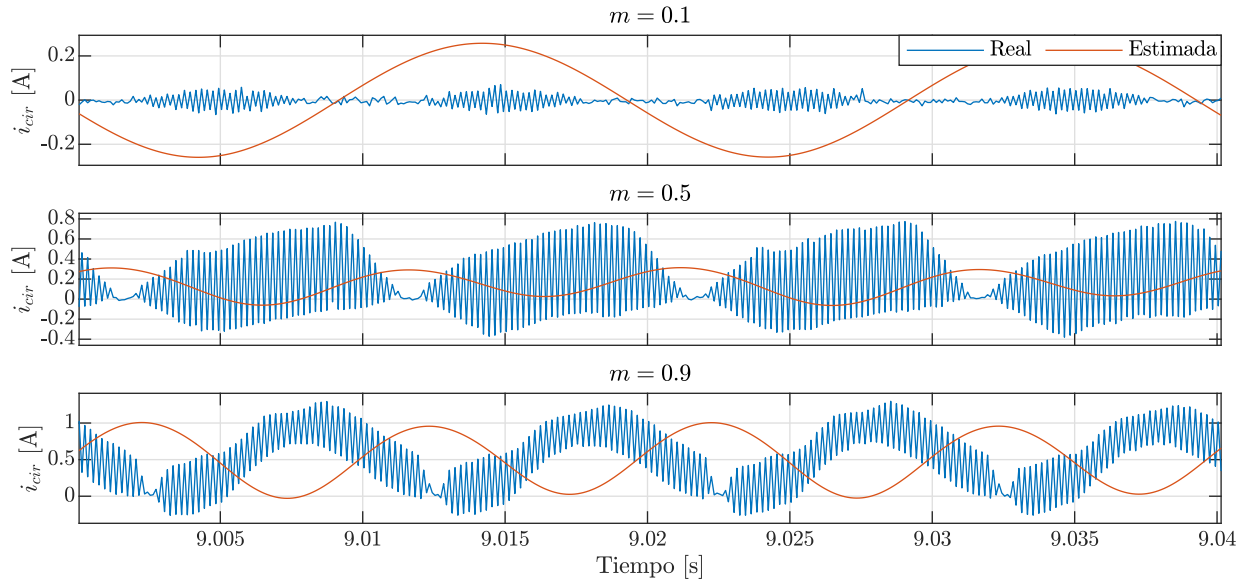 m = 0.1
Real Estimada
i_cir [A]
0.2
0
-0.2
m = 0.5
i_cir [A]
0.8
0.6
0.4
0.2
0
-0.2
-0.4
m = 0.9
i_cir [A]
1
0.5
0
9.005 9.01 9.015 9.02 9.025 9.03 9.035 9.04
Tiempo [s]